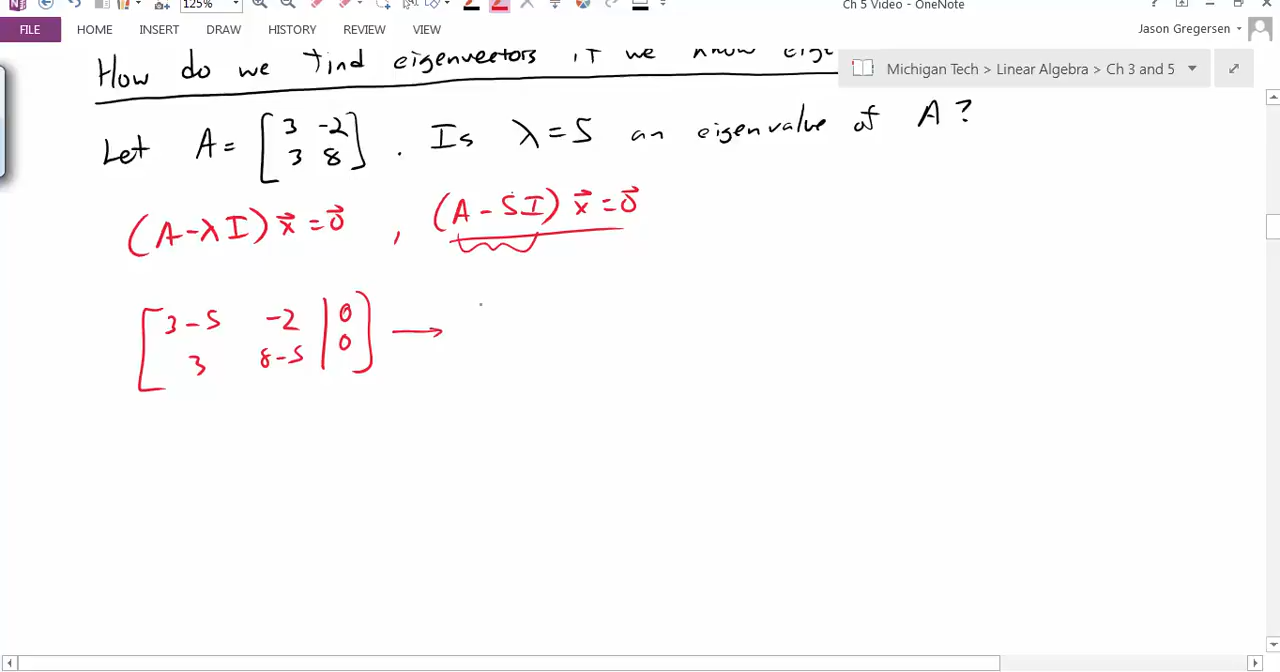 125%
Ch 5 Video - OneNote
FILE HOME INSERT DRAW HISTORY REVIEW VIEW
Jason Gregersen
How do we find eigenvectors if we know eig
Michigan Tech > Linear Algebra > Ch 3 and 5
Let A = [3 -2
3 8] . Is λ = 5 an eigenvalue of A?
(A - λI) x⃗ = 0⃗ , (A - 5I) x⃗ = 0⃗
[3-5 -2 | 0
3 8-5 | 0] →